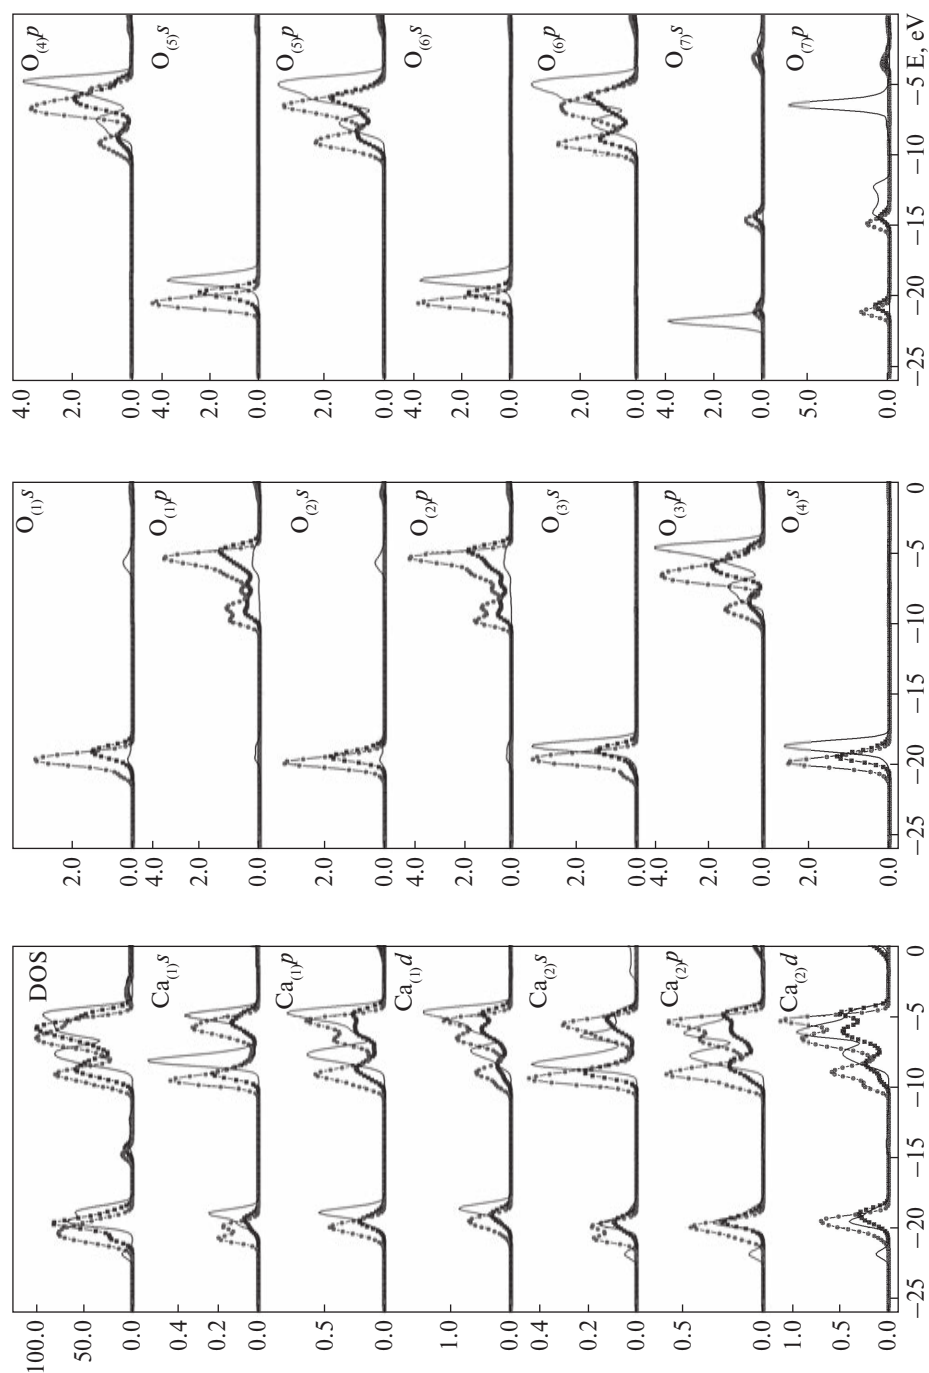 100.0
DOS
50.0
0.0
Ca(1)s
0.4
0.2
0.0
Ca(1)p
0.5
0.0
Ca(1)d
1.0
0.0
Ca(2)s
0.4
0.2
0.0
Ca(2)p
0.5
0.0
Ca(2)d
1.0
0.5
0.0
−25 −20 −15 −10 −5 0
O(1)s
2.0
0.0
O(1)p
4.0
2.0
0.0
O(2)s
2.0
0.0
O(2)p
4.0
2.0
0.0
O(3)s
2.0
0.0
O(3)p
4.0
2.0
0.0
O(4)s
2.0
0.0
−25 −20 −15 −10 −5 0
O(4)p
4.0
2.0
0.0
O(5)s
4.0
2.0
0.0
O(5)p
2.0
0.0
O(6)s
4.0
2.0
0.0
O(6)p
2.0
0.0
O(7)s
4.0
2.0
0.0
O(7)p
5.0
0.0
−25 −20 −15 −10 −5 E, eV